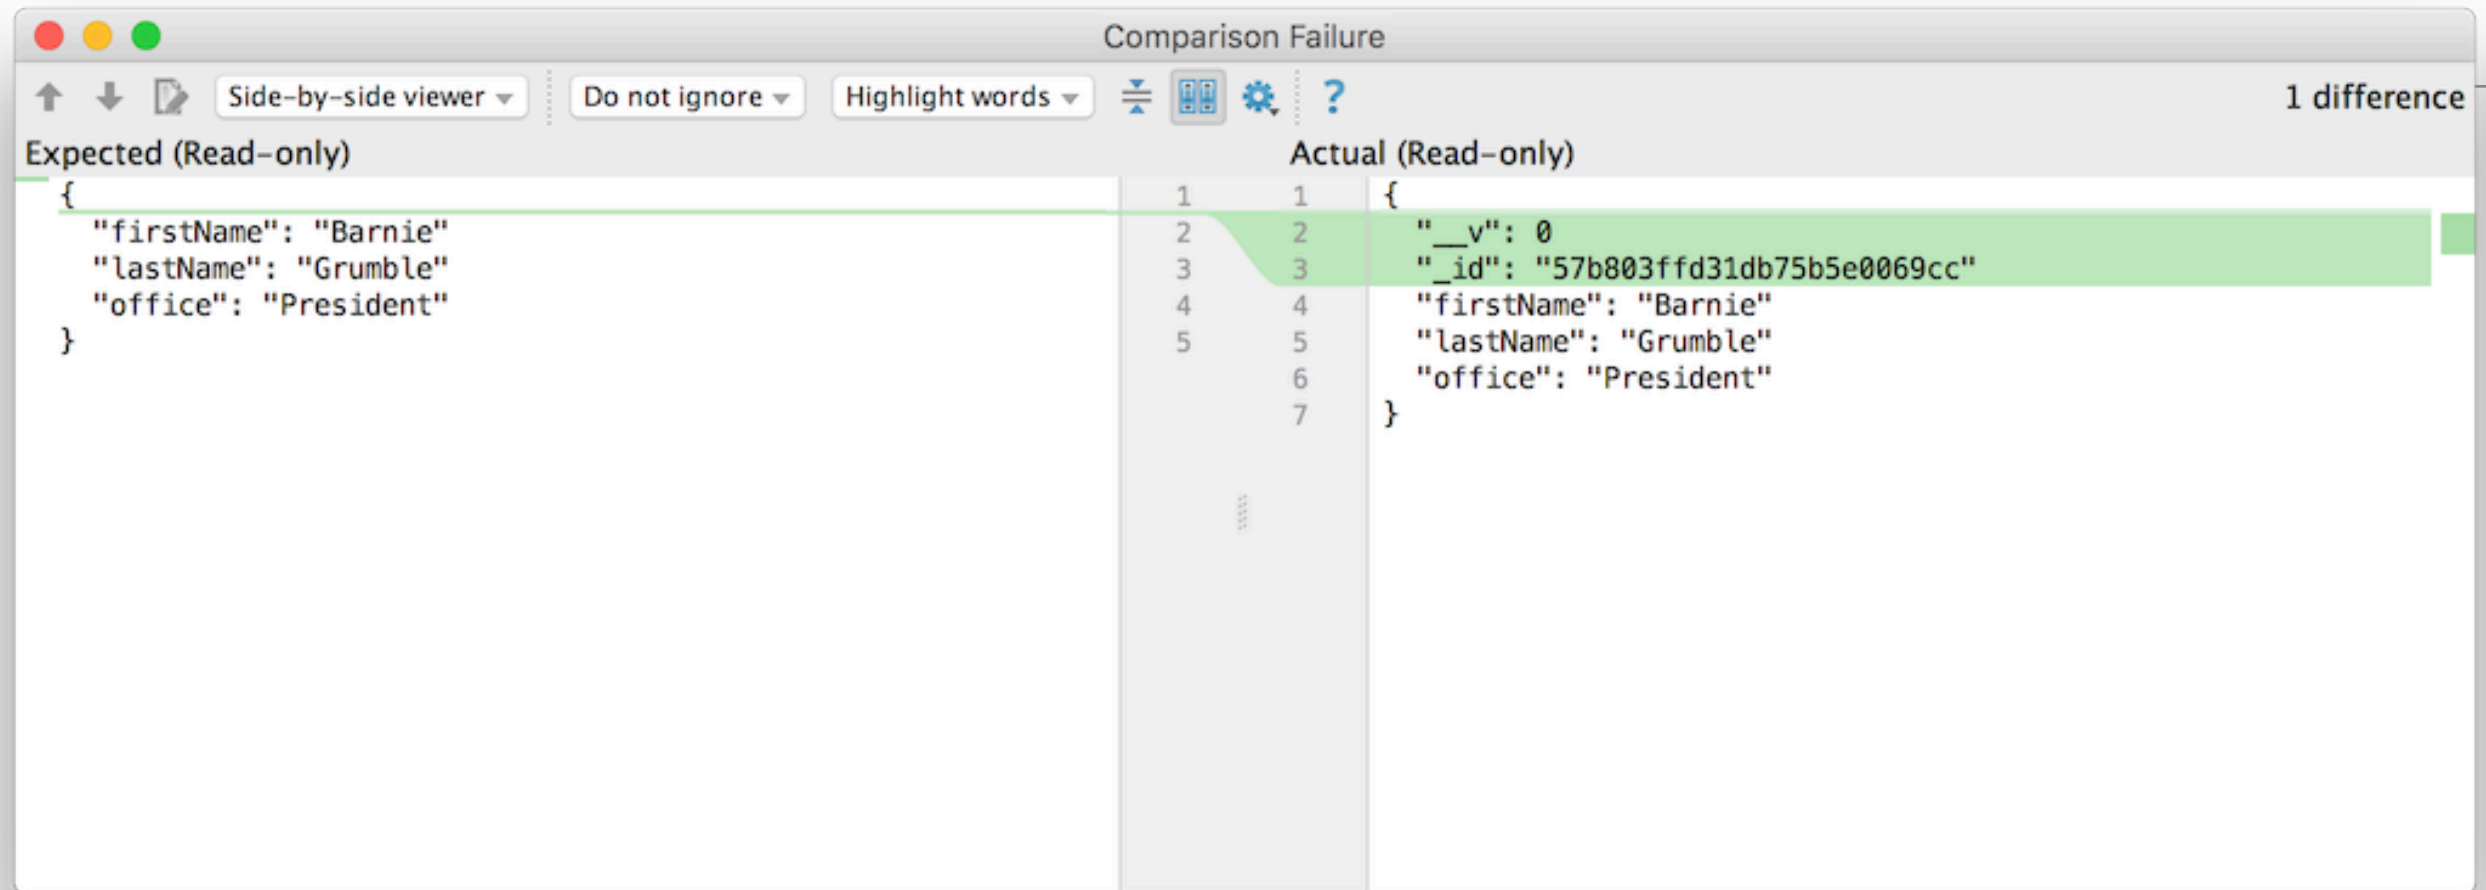 Comparison Failure
Side-by-side viewer Do not ignore Highlight words ? 1 difference
Expected (Read-only) Actual (Read-only)
{
"firstName": "Barnie"
"lastName": "Grumble"
"office": "President"
}
1
2
3
4
5
1
2
3
4
5
6
7
{
"__v": 0
"_id": "57b803ffd31db75b5e0069cc"
"firstName": "Barnie"
"lastName": "Grumble"
"office": "President"
}